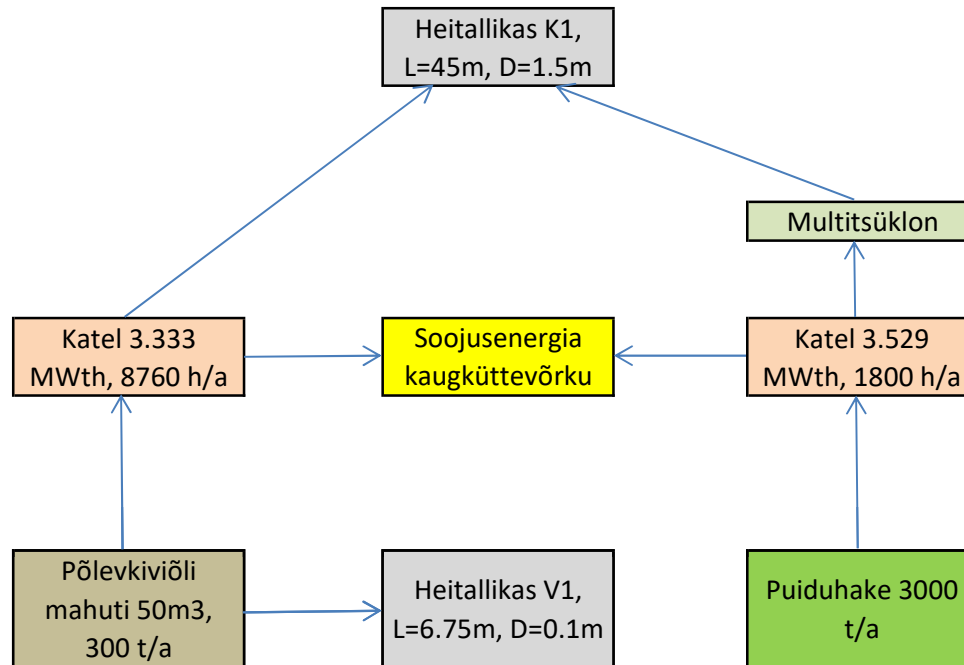 Heitallikas K1,
L=45m, D=1.5m
Multitsüklon
Katel 3.333
MWth, 8760 h/a
Soojusenergia
kaugküttevõrku
Katel 3.529
MWth, 1800 h/a
Põlevkiviõli
mahuti 50m3,
300 t/a
Heitallikas V1,
L=6.75m, D=0.1m
Puiduhake 3000
t/a